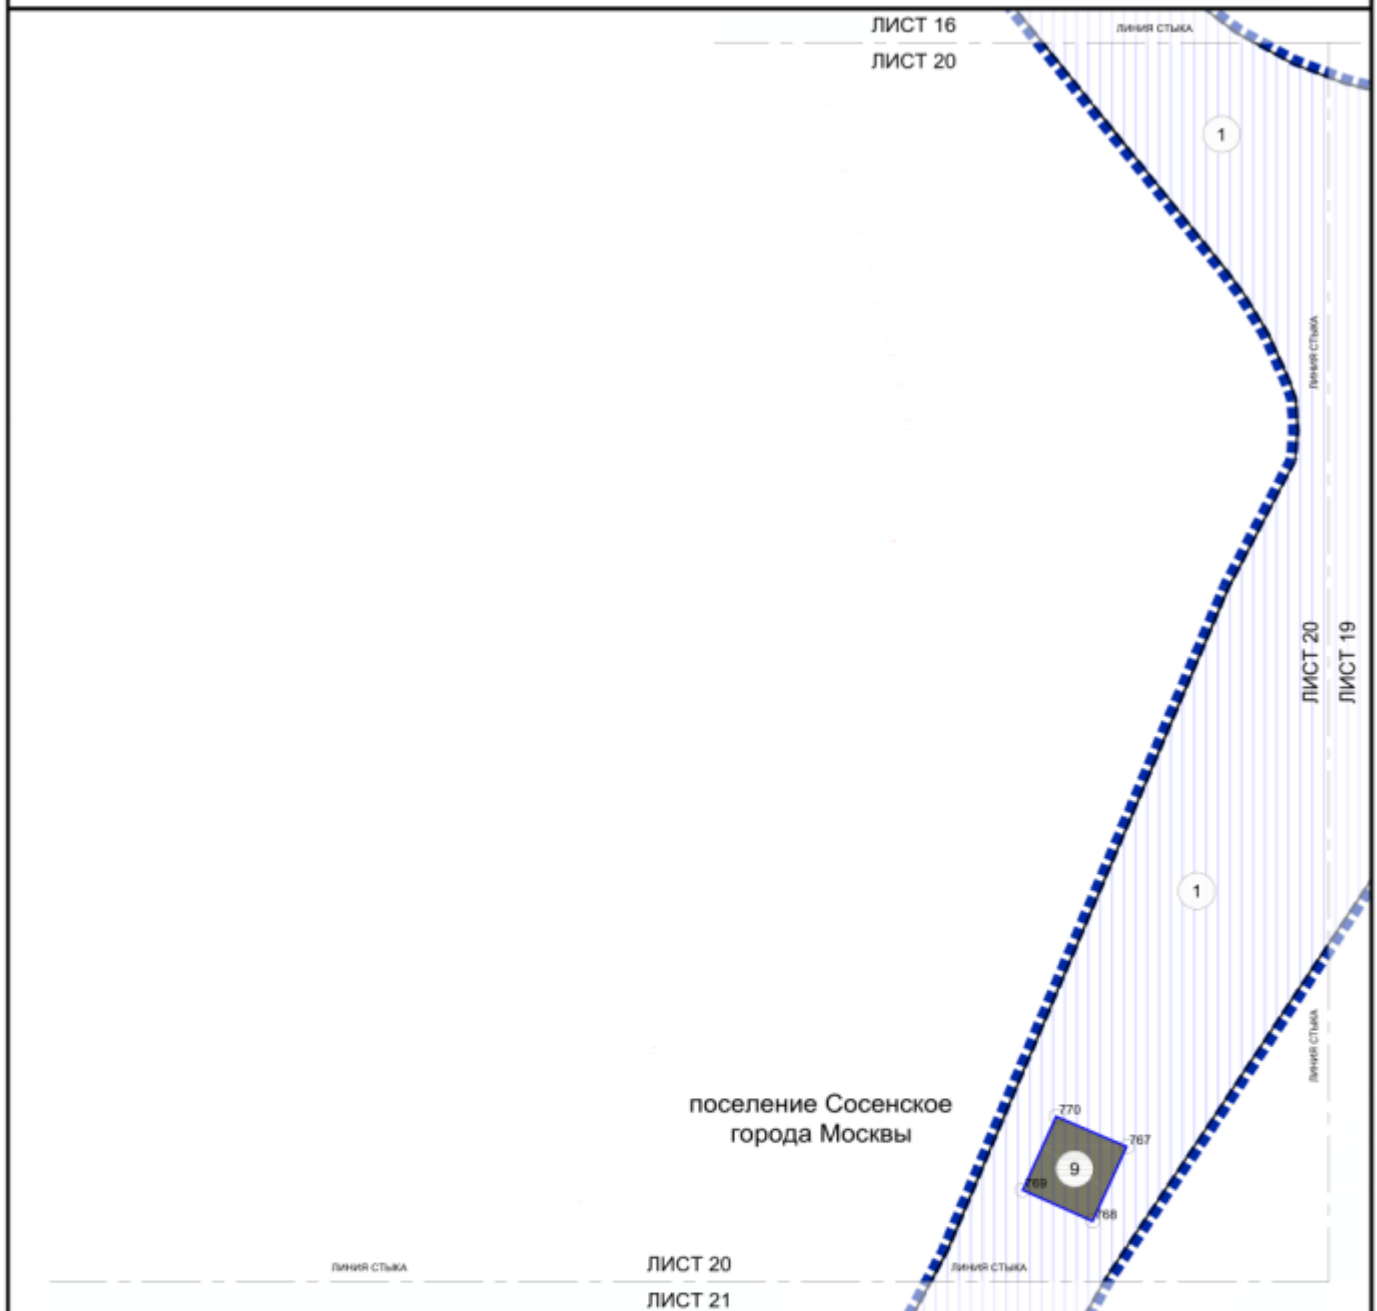 ЛИСТ 16
ЛИНИЯ СТЫКА
ЛИСТ 20
1
ЛИНИЯ СТЫКА
ЛИСТ 20
ЛИСТ 19
1
ЛИНИЯ СТЫКА
поселение Сосенское
города Москвы
770
767
9
769
768
ЛИНИЯ СТЫКА
ЛИСТ 20
ЛИНИЯ СТЫКА
ЛИСТ 21